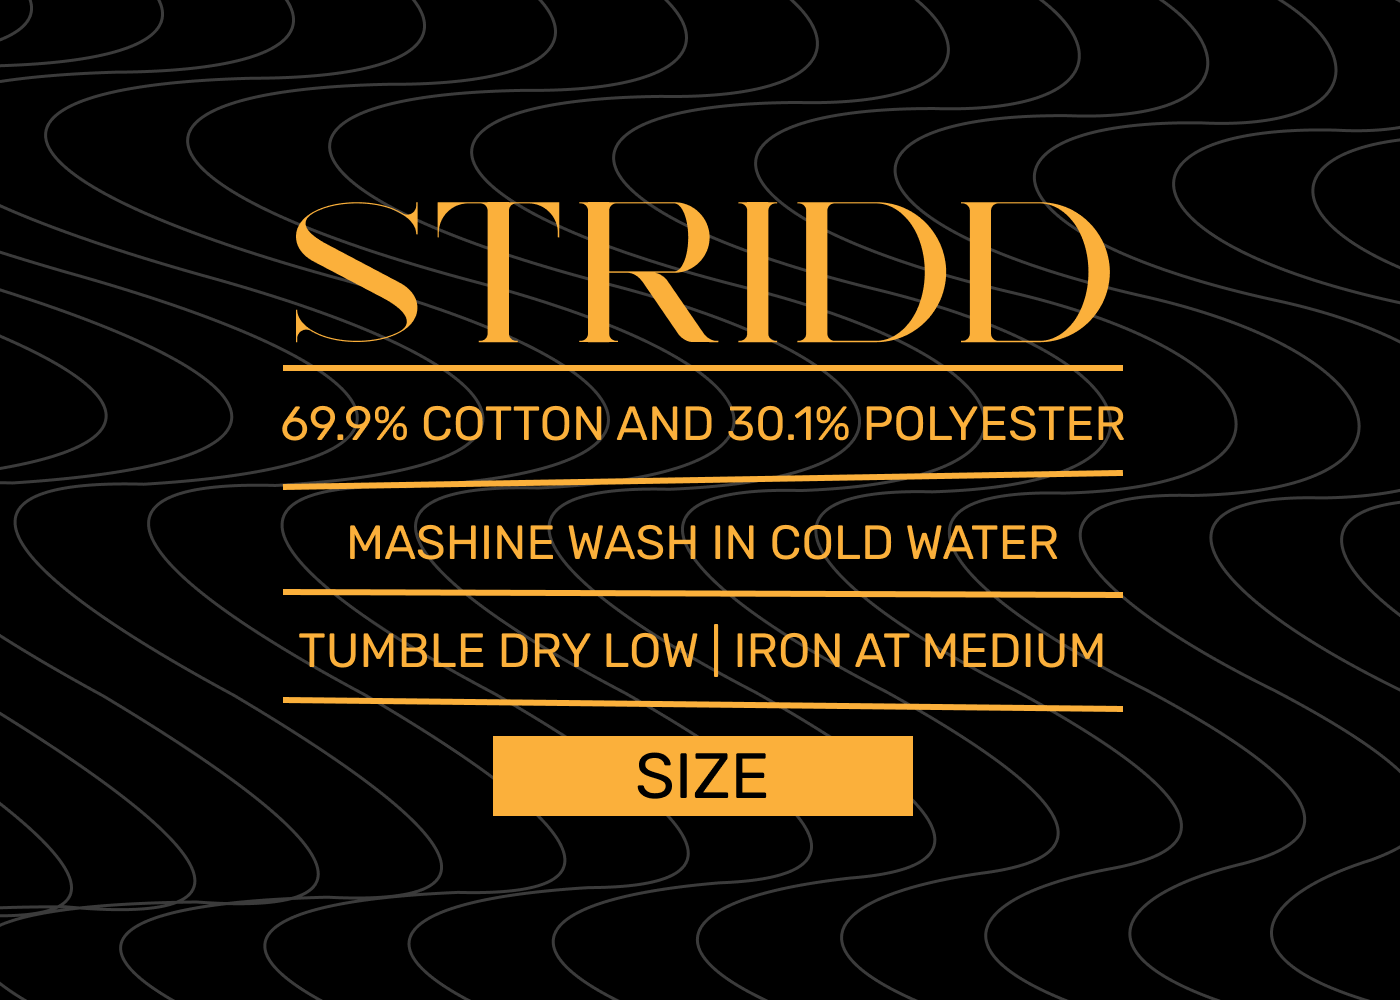 STRIDD
69.9% COTTON AND 30.1% POLYESTER
MASHINE WASH IN COLD WATER
TUMBLE DRY LOW | IRON AT MEDIUM
SIZE